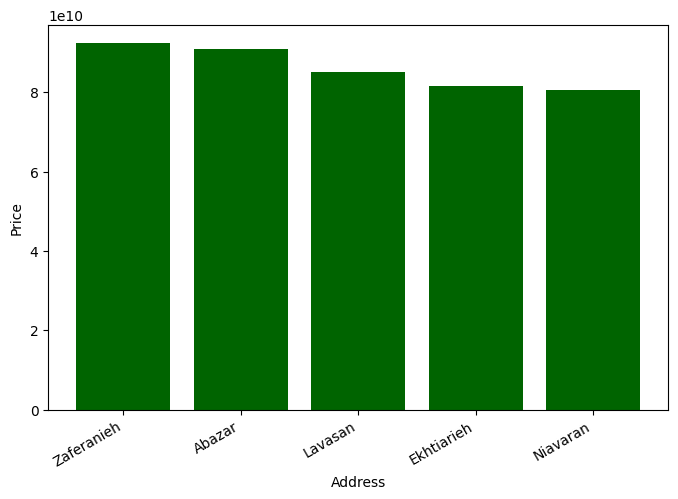 1e10
8
6
4
2
0
Price
Zaferanieh
Abazar
Lavasan
Ekhtiarieh
Niavaran
Address